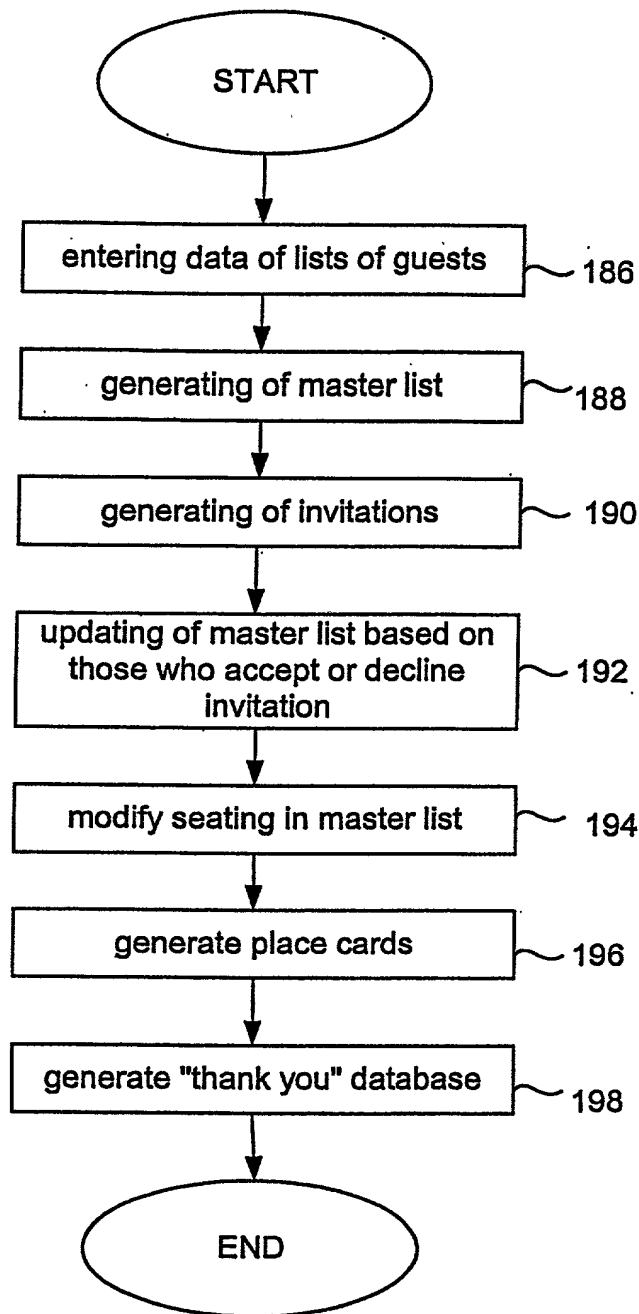 START
entering data of lists of guests
186
generating of master list
188
generating of invitations
190
updating of master list based on
those who accept or decline
invitation
192
modify seating in master list
194
generate place cards
196
generate "thank you" database
198
END